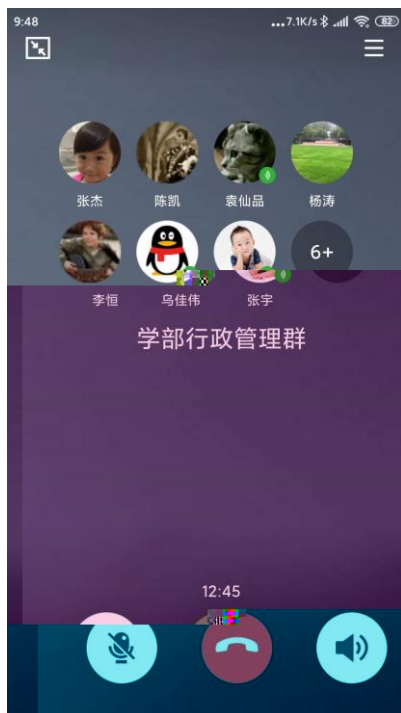 9:48 ...7.1K/s 82
张杰 陈凯 袁仙品 杨涛
6+
李恒 乌佳伟 张宇
学部行政管理群
12:45